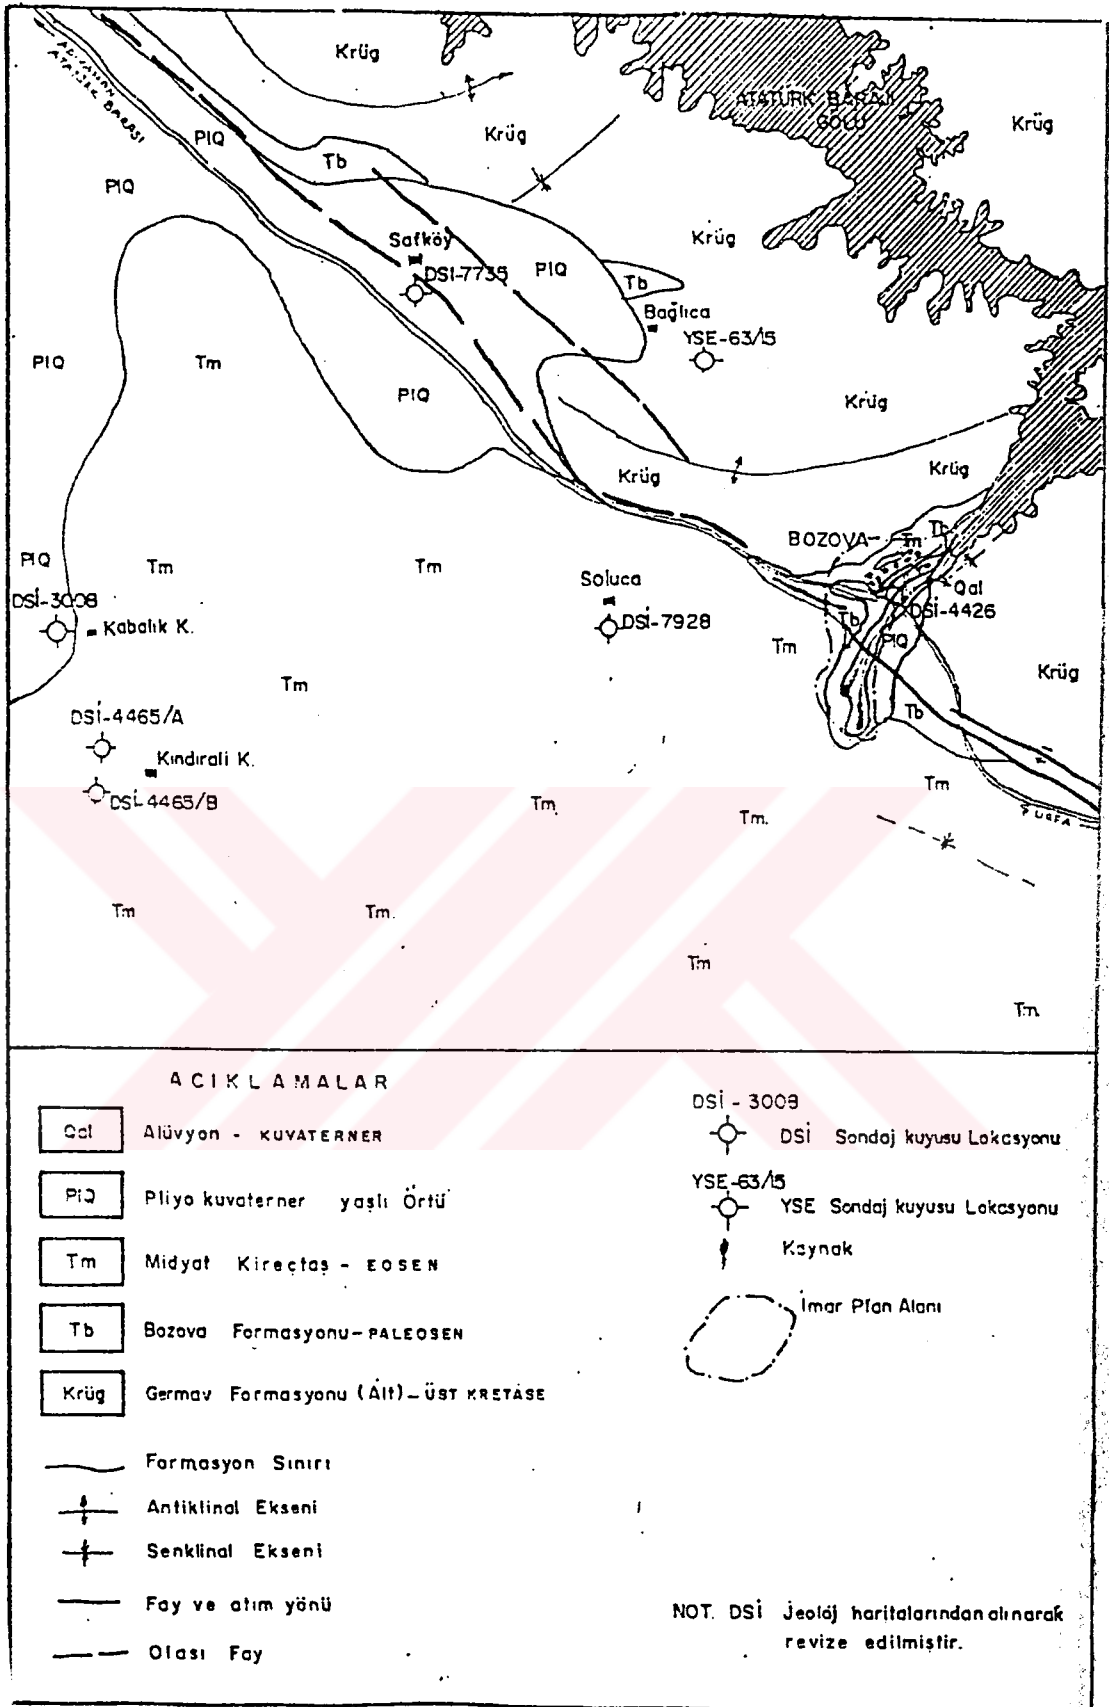 Krüg
ATATÜRK BARAJI
GÖLÜ
Krüg
ADIYAMAN
ATATÜRK BARAJI
PlQ
Krüg
Tb
PlQ
Safköy
DSİ-7735
PlQ
Krüg
Tb
Bağlıca
YSE-63/15
PlQ
Tm
PlQ
Krüg
Krüg
Krüg
BOZOVA
Tm
Tb
PlQ
Tm
Tm
Soluca
DSİ-7928
Qal
DSİ-4426
Tb
PlQ
DSİ-3008
Kabalık K.
Tm
Krüg
Tm
Tb
DSİ-4465/A
Kındırali K.
DSİ-4465/B
Tm
Tm.
Tm
Ş URFA
Tm
Tm.
Tm
Tm
ACIKLAMALAR
Qal Alüvyon - KUVATERNER
PlQ Pliyo kuvaterner yaşlı Örtü
Tm Midyat Kireçtaş - EOSEN
Tb Bozova Formasyonu-PALEOSEN
Krüg Germav Formasyonu (Alt)-ÜST KRETASE
Formasyon Sınırı
Antiklinal Ekseni
Senklinal Ekseni
Fay ve atım yönü
Olası Fay
DSİ - 3008
DSİ Sondaj kuyusu Lokasyonu
YSE-63/15
YSE Sondaj kuyusu Lokasyonu
Kaynak
İmar Plan Alanı
NOT. DSİ Jeoloj haritalarından alınarak
revize edilmiştir.